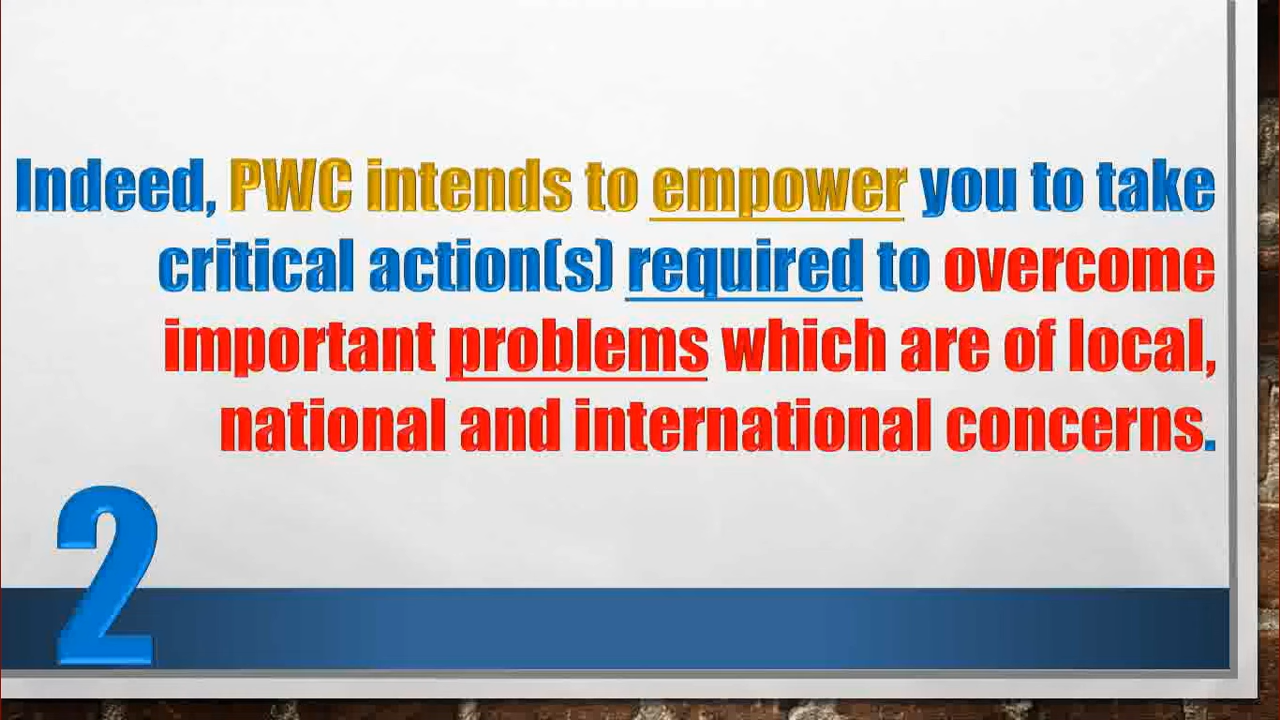 Indeed, PWC intends to empower you to take
critical action(s) required to overcome
important problems which are of local,
national and international concerns.
2